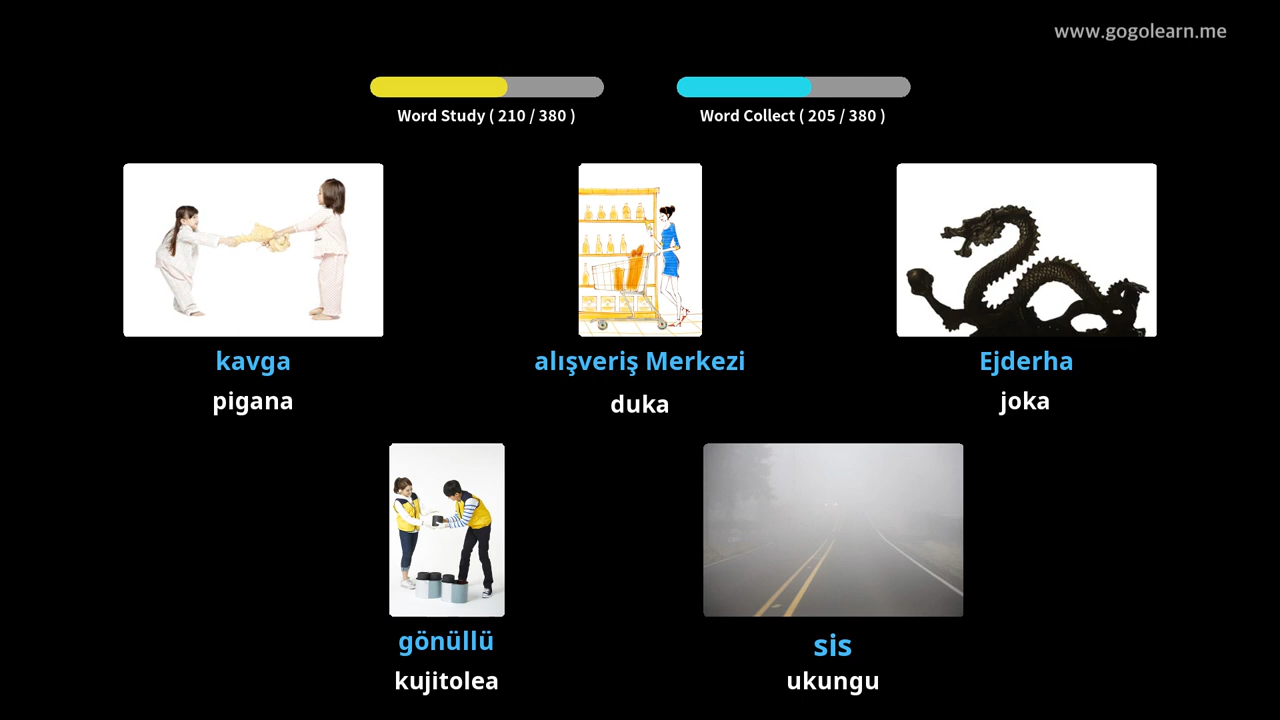 www.gogolearn.me
Word Study ( 210 / 380 )
Word Collect ( 205 / 380 )
kavga
pigana
alışveriş Merkezi
duka
Ejderha
joka
gönüllü
kujitolea
sis
ukungu